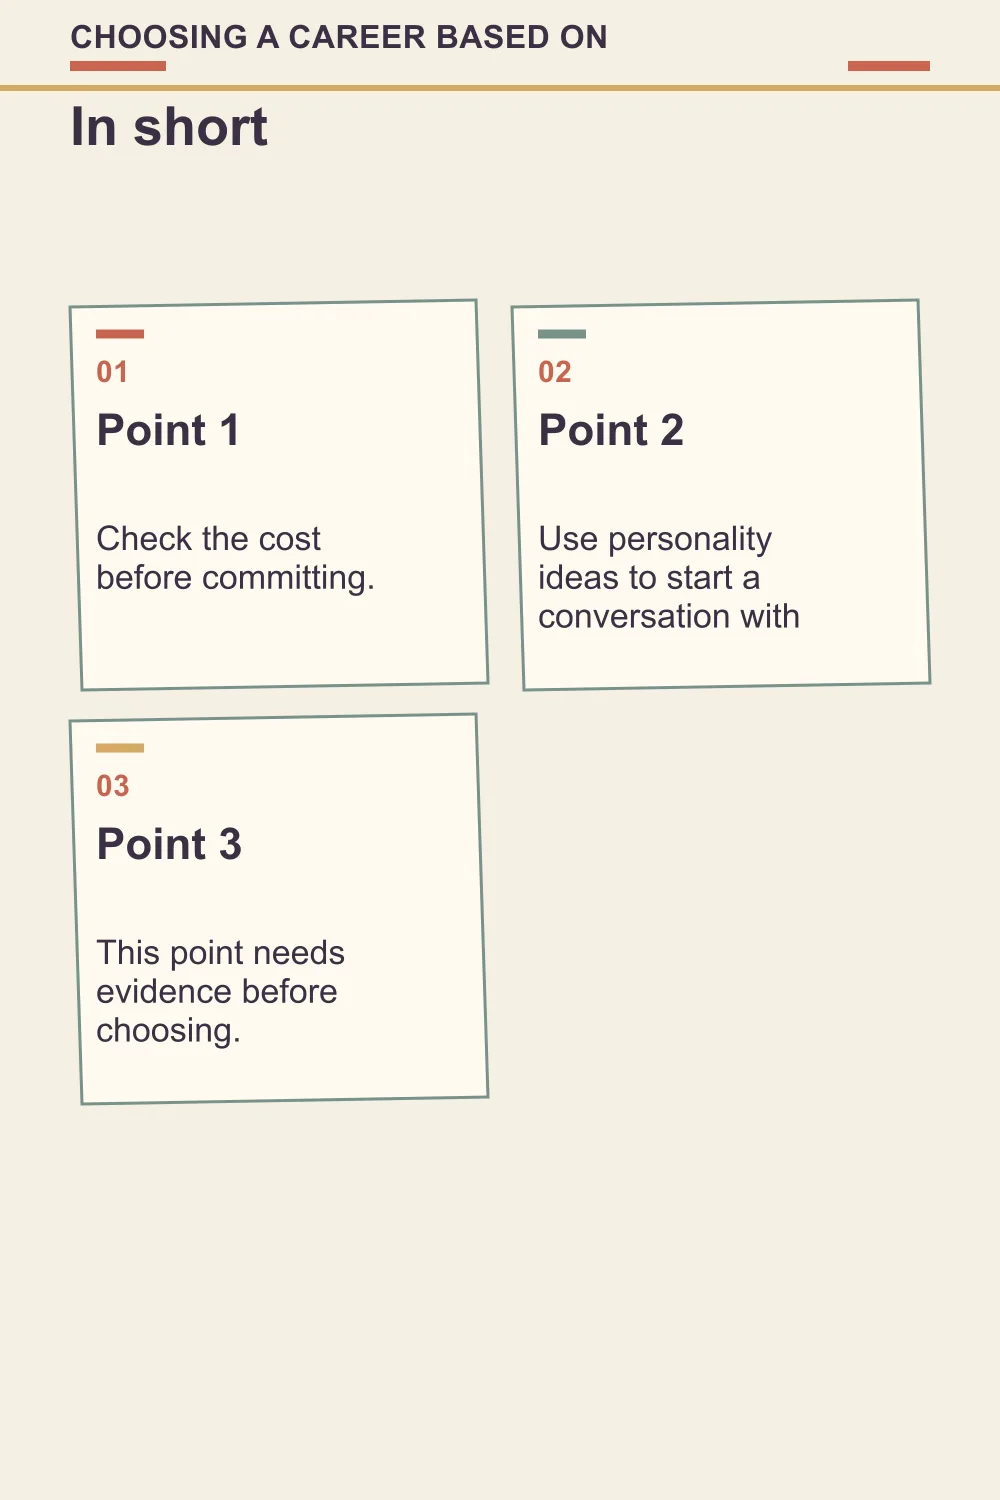 CHOOSING A CAREER BASED ON
In short
01
Point 1
Check the cost
before committing.
02
Point 2
Use personality
ideas to start a
conversation with
03
Point 3
This point needs
evidence before
choosing.